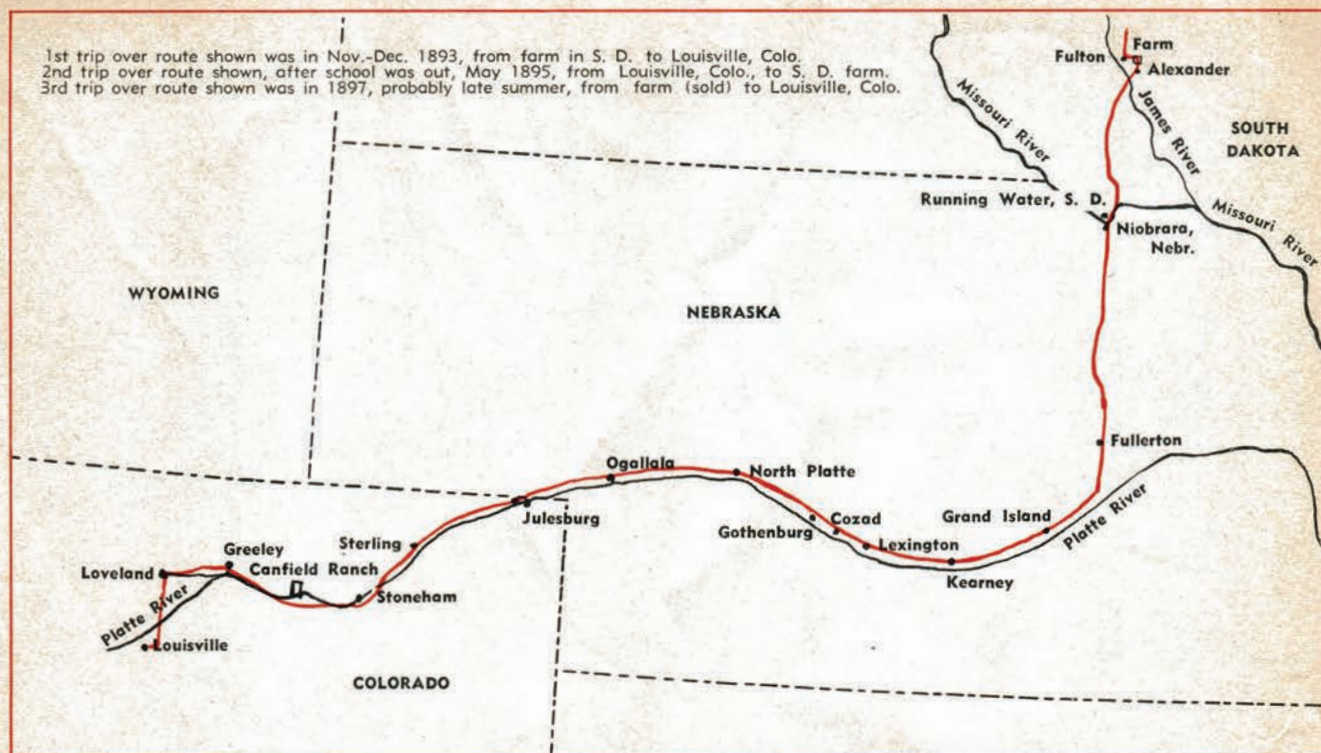 1st trip over route shown was in Nov.-Dec. 1893, from farm in S. D. to Louisville, Colo.
2nd trip over route shown, after school was out, May 1895, from Louisville, Colo., to S. D. farm.
3rd trip over route shown was in 1897, probably late summer, from farm (sold) to Louisville, Colo.
Farm
Fulton
Alexander
Missouri River
James River
SOUTH
DAKOTA
Running Water, S. D.
Missouri River
Niobrara,
Nebr.
WYOMING
NEBRASKA
Fullerton
Ogallala
North Platte
Julesburg
Gothenburg
Cozad
Grand Island
Platte River
Sterling
Lexington
Kearney
Greeley
Loveland
Canfield Ranch
Stoneham
Platte River
Louisville
COLORADO